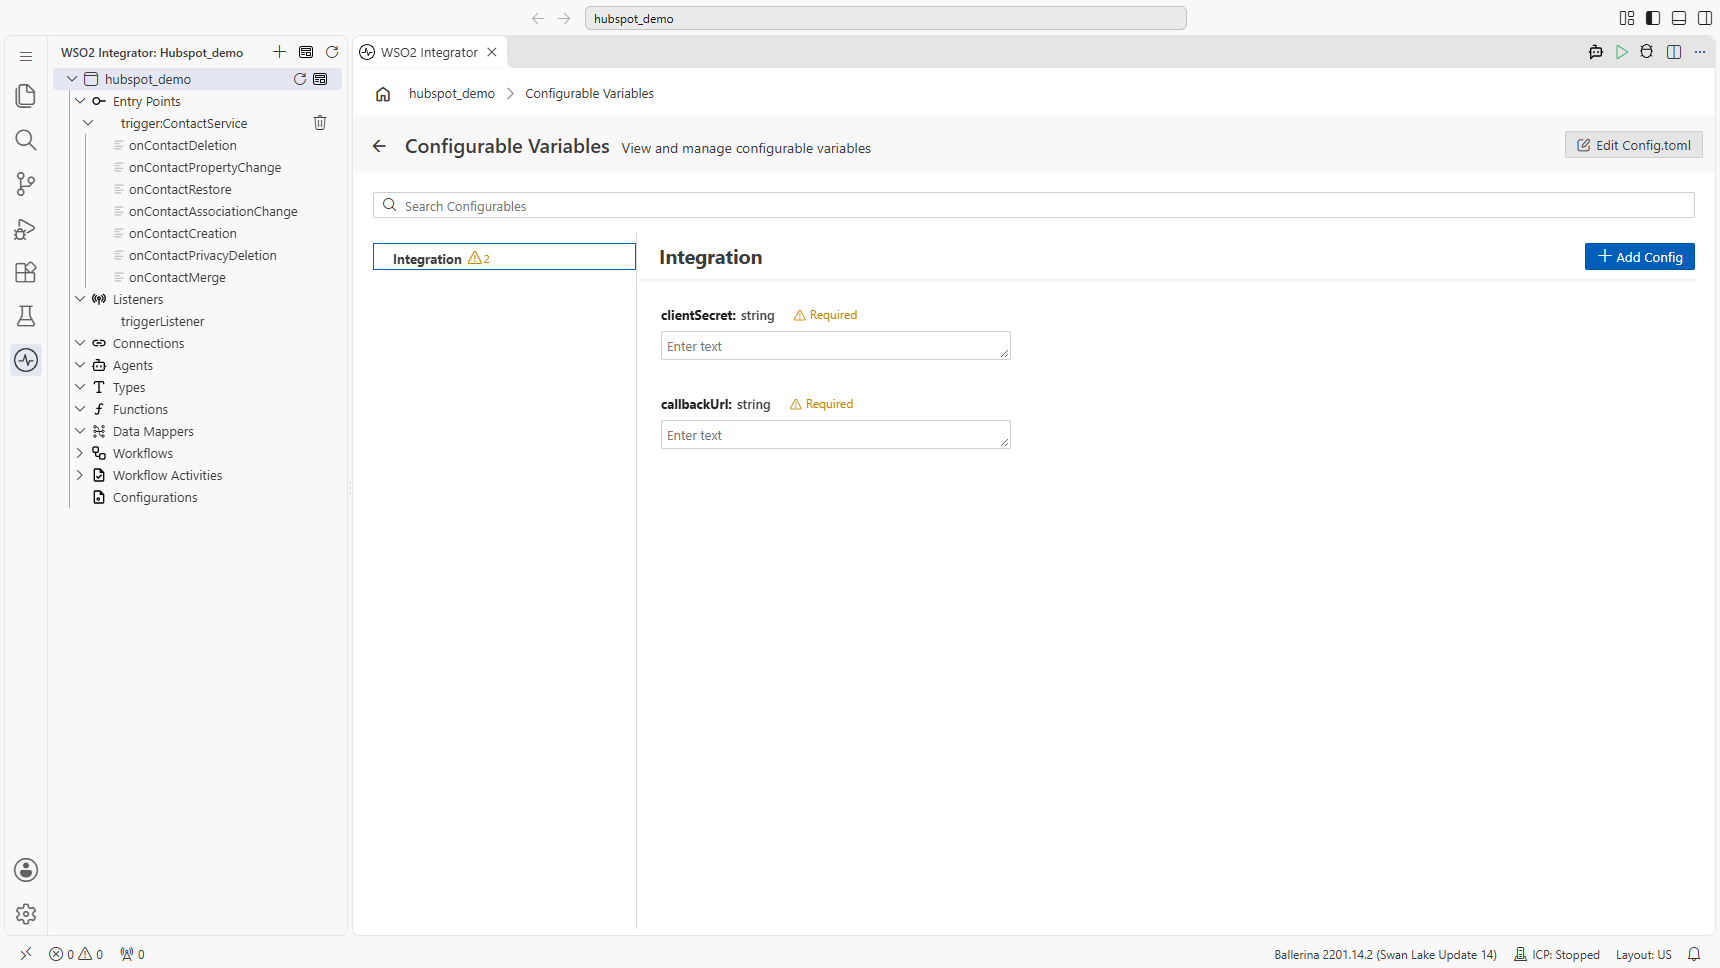 hubspot_demo
WSO2 Integrator: Hubspot_demo
hubspot_demo
Entry Points
trigger:ContactService
onContactDeletion
onContactPropertyChange
onContactRestore
onContactAssociationChange
onContactCreation
onContactPrivacyDeletion
onContactMerge
Listeners
triggerListener
Connections
Agents
Types
Functions
Data Mappers
Workflows
Workflow Activities
Configurations
WSO2 Integrator
hubspot_demo
Configurable Variables
Configurable Variables View and manage configurable variables
Edit Config.toml
Search Configurables
Integration 2
Integration
Add Config
clientSecret: string Required
Enter text
callbackUrl: string Required
Enter text
0 0 0
Ballerina 2201.14.2 (Swan Lake Update 14)
ICP: Stopped
Layout: US